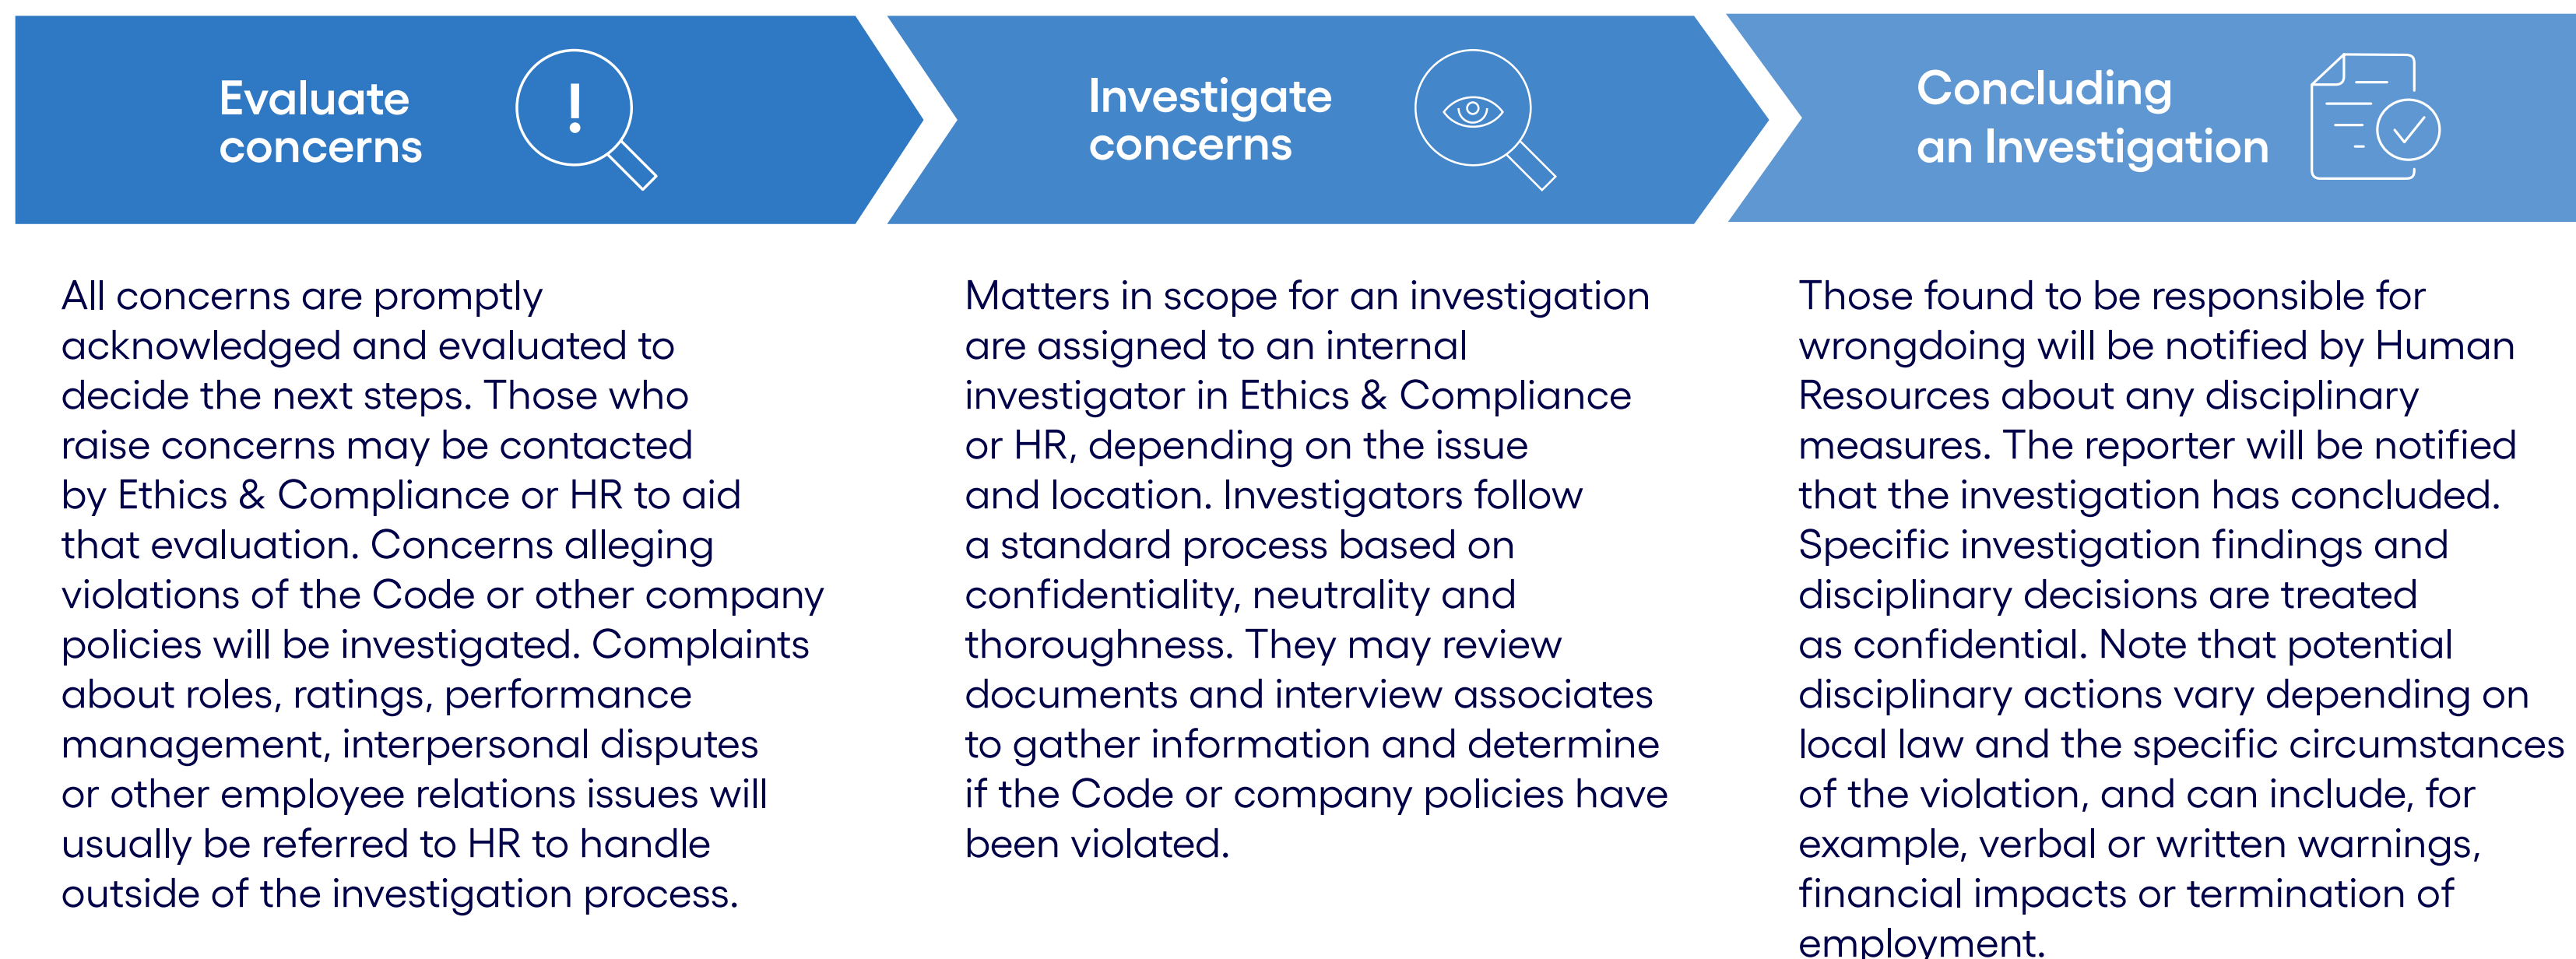 Evaluate
concerns
!
Investigate
concerns
Concluding
an Investigation
All concerns are promptly
acknowledged and evaluated to
decide the next steps. Those who
raise concerns may be contacted
by Ethics & Compliance or HR to aid
that evaluation. Concerns alleging
violations of the Code or other company
policies will be investigated. Complaints
about roles, ratings, performance
management, interpersonal disputes
or other employee relations issues will
usually be referred to HR to handle
outside of the investigation process.
Matters in scope for an investigation
are assigned to an internal
investigator in Ethics & Compliance
or HR, depending on the issue
and location. Investigators follow
a standard process based on
confidentiality, neutrality and
thoroughness. They may review
documents and interview associates
to gather information and determine
if the Code or company policies have
been violated.
Those found to be responsible for
wrongdoing will be notified by Human
Resources about any disciplinary
measures. The reporter will be notified
that the investigation has concluded.
Specific investigation findings and
disciplinary decisions are treated
as confidential. Note that potential
disciplinary actions vary depending on
local law and the specific circumstances
of the violation, and can include, for
example, verbal or written warnings,
financial impacts or termination of
employment.